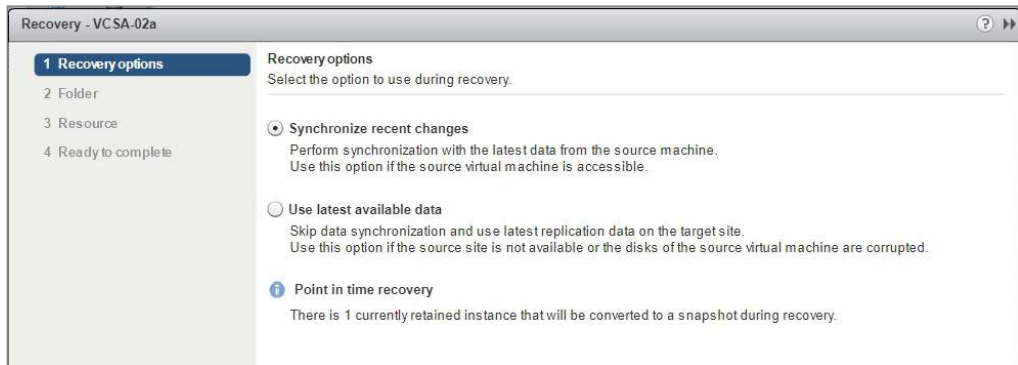 Recovery - VCSA-02a
1 Recovery options
2 Folder
3 Resource
4 Ready to complete
Recovery options
Select the option to use during recovery.
Synchronize recent changes
Perform synchronization with the latest data from the source machine.
Use this option if the source virtual machine is accessible.
Use latest available data
Skip data synchronization and use latest replication data on the target site.
Use this option if the source site is not available or the disks of the source virtual machine are corrupted.
Point in time recovery
There is 1 currently retained instance that will be converted to a snapshot during recovery.